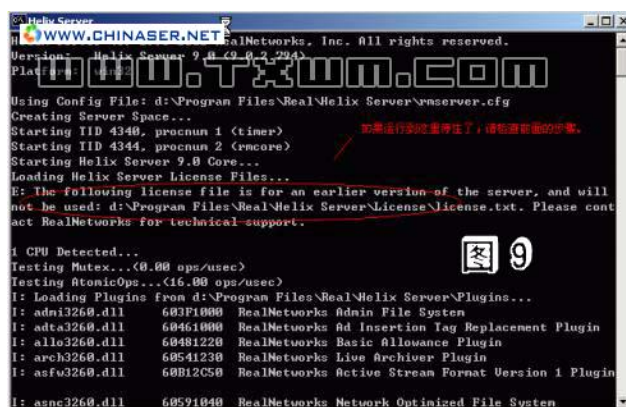 Helix Server
WWW.CHINASER.NET
RealNetworks, Inc. All rights reserved.
Version: Helix Server 9.0 (9.0.2.794)
Platform: win32
WWW.TXWM.COM
Using Config File: d:\Program Files\Real\Helix Server\rmserver.cfg
Creating Server Space...
Starting TID 4340, procnum 1 (timer)
如果运行到这里停住了,请检查前面的步骤。
Starting TID 4344, procnum 2 (rmcore)
Starting Helix Server 9.0 Core...
Loading Helix Server License Files...
E: The following license file is for an earlier version of the server, and will
not be used: d:\Program Files\Real\Helix Server\License\license.txt. Please cont
act RealNetworks for technical support.
1 CPU Detected...
图9
Testing Mutex...(0.00 ops/usec)
Testing AtomicOps...(16.00 ops/usec)
I: Loading Plugins from d:\Program Files\Real\Helix Server\Plugins...
I: admi3260.dll 603F1000 RealNetworks Admin File System
I: adta3260.dll 60461000 RealNetworks Ad Insertion Tag Replacement Plugin
I: allo3260.dll 60481220 RealNetworks Basic Allowance Plugin
I: arch3260.dll 60541230 RealNetworks Live Archiver Plugin
I: asfw3260.dll 60B12C50 RealNetworks Active Stream Format Version 1 Plugin
I: asnc3260.dll 60591040 RealNetworks Network Optimized File System